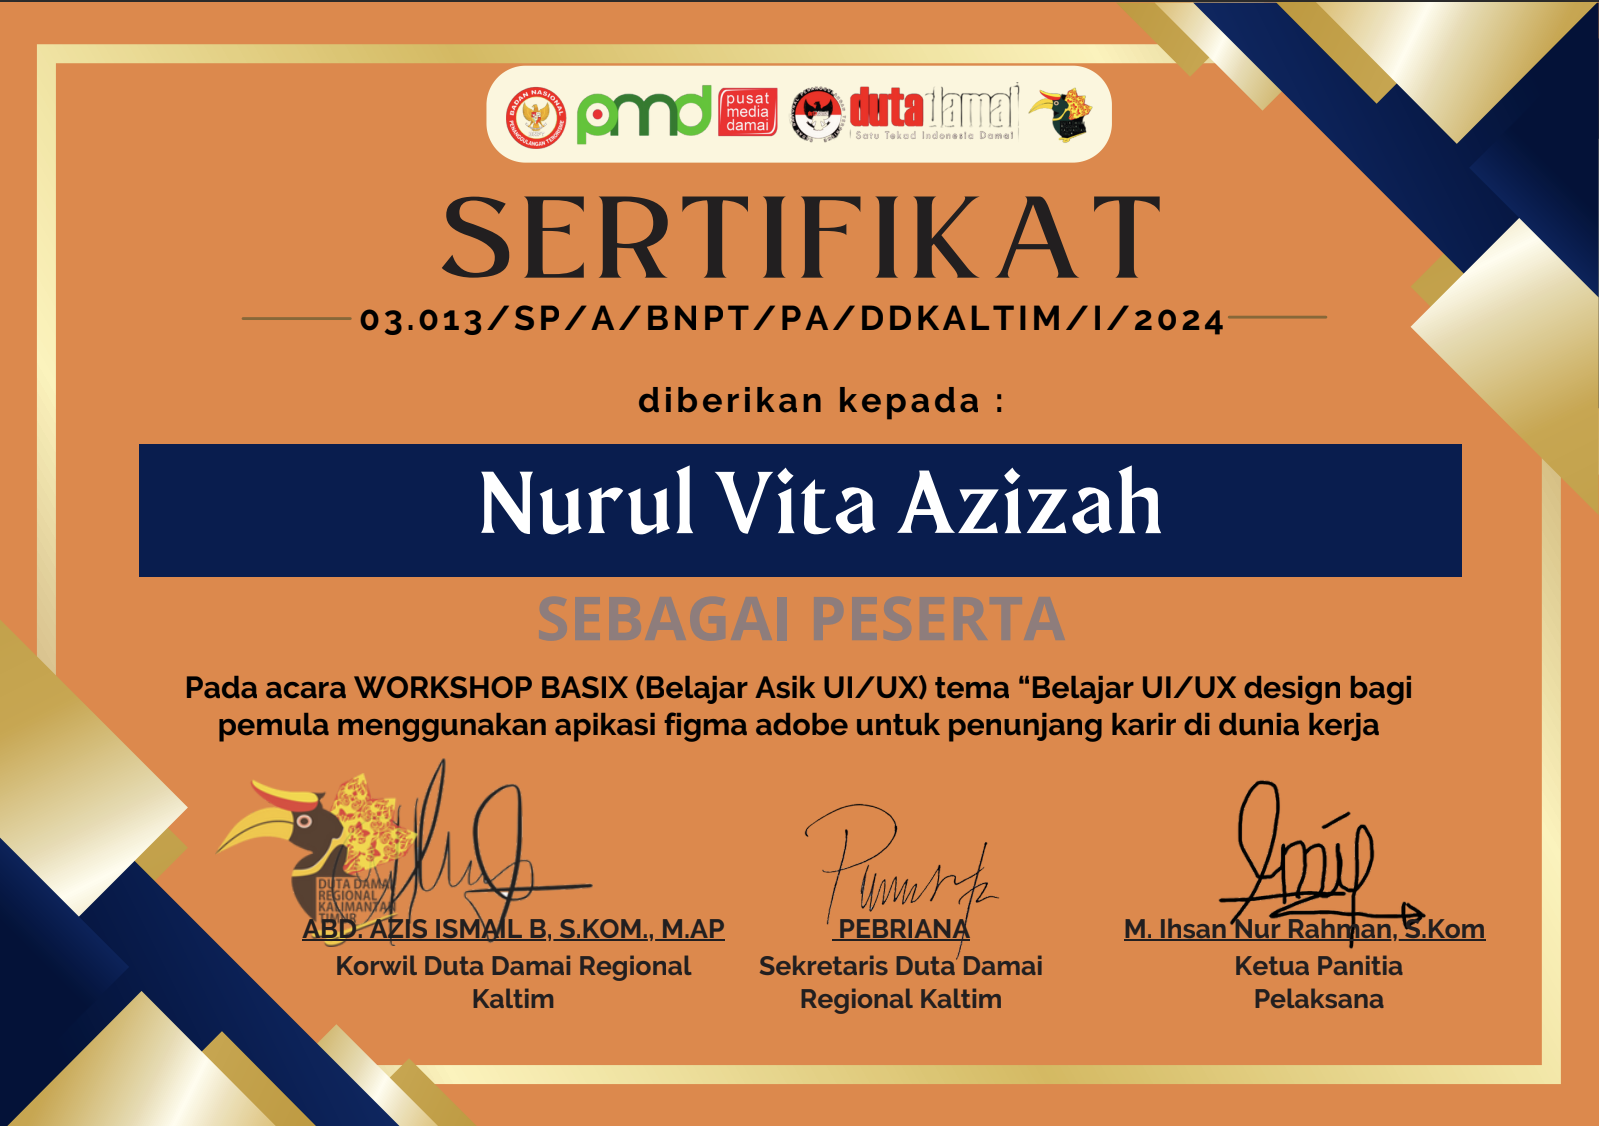 BADAN NASIONAL
PENANGGULANGAN TERORISME
pmd
pusat
media
damai
dutadamai
Satu Tekad Indonesia Damai
SERTIFIKAT
03.013/SP/A/BNPT/PA/DDKALTIM/I/2024
diberikan kepada :
Nurul Vita Azizah
SEBAGAI PESERTA
Pada acara WORKSHOP BASIX (Belajar Asik UI/UX) tema “Belajar UI/UX design bagi
pemula menggunakan apikasi figma adobe untuk penunjang karir di dunia kerja
DUTA DAMAI
REGIONAL
KALIMANTAN
TIMUR
ABD. AZIS ISMAIL B, S.KOM., M.AP
Korwil Duta Damai Regional
Kaltim
PEBRIANA
Sekretaris Duta Damai
Regional Kaltim
M. Ihsan Nur Rahman, S.Kom
Ketua Panitia
Pelaksana